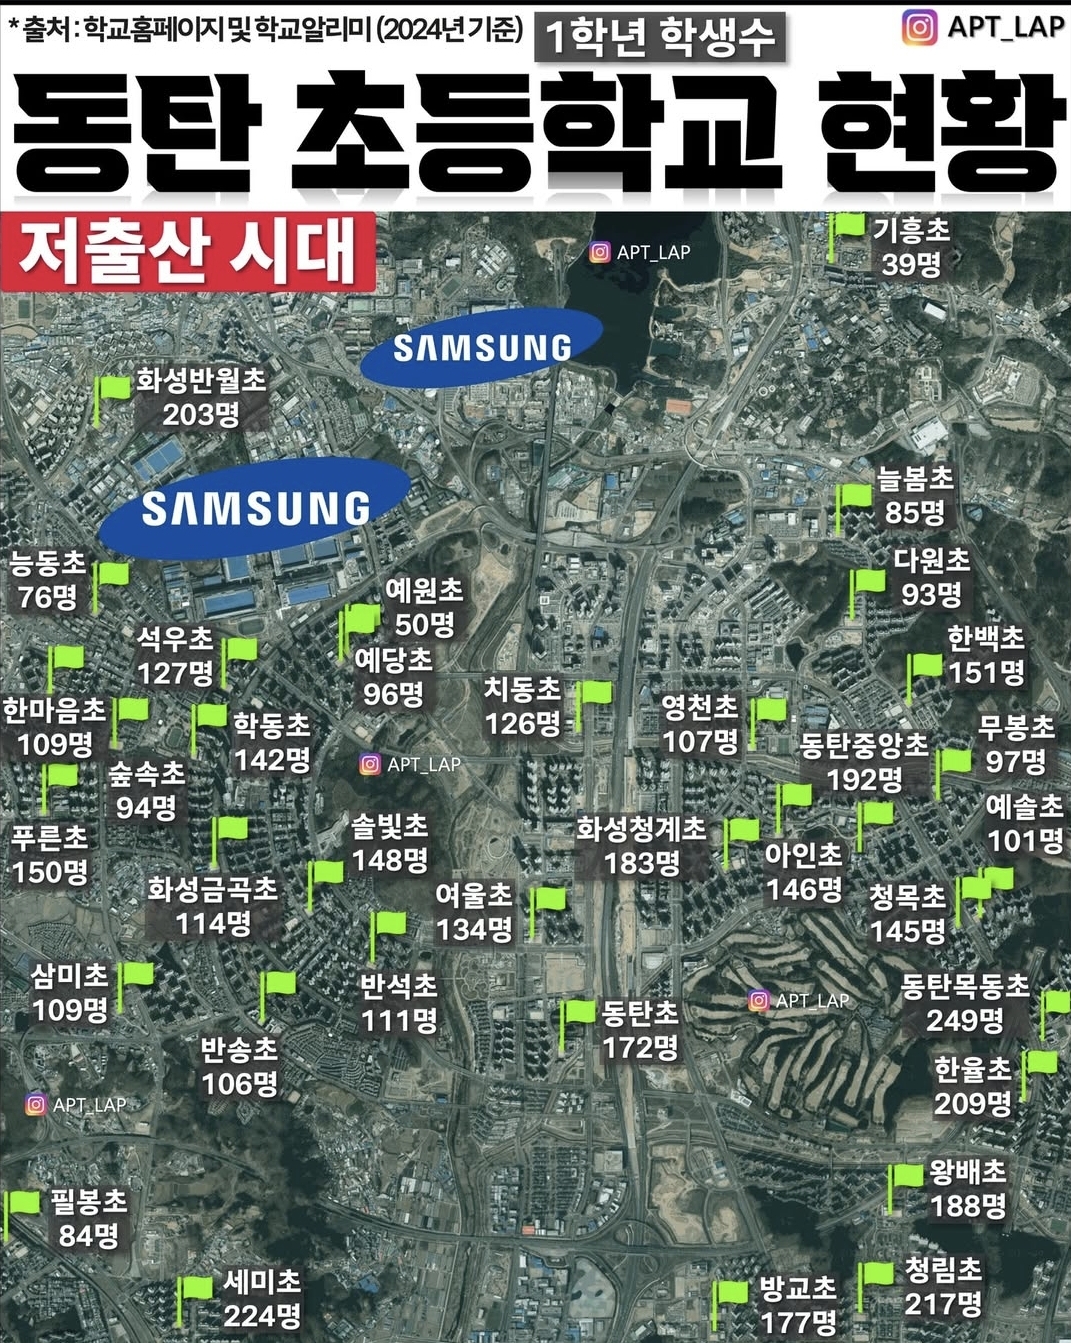 * 출처 : 학교홈페이지 및 학교알리미 (2024년 기준)
1학년 학생수
APT_LAP
동탄 초등학교 현황
저출산 시대
APT_LAP
기흥초
39명
SAMSUNG
화성반월초
203명
SAMSUNG
늘봄초
85명
능동초
76명
다원초
93명
예원초
50명
석우초
127명
예당초
96명
한백초
151명
치동초
126명
영천초
107명
한마음초
109명
학동초
142명
무봉초
97명
동탄중앙초
192명
APT_LAP
숲속초
94명
예솔초
101명
푸른초
150명
솔빛초
148명
화성청계초
183명
아인초
146명
화성금곡초
114명
여울초
134명
청목초
145명
삼미초
109명
반석초
111명
동탄목동초
249명
APT_LAP
동탄초
172명
반송초
106명
한율초
209명
APT_LAP
왕배초
188명
필봉초
84명
세미초
224명
방교초
177명
청림초
217명